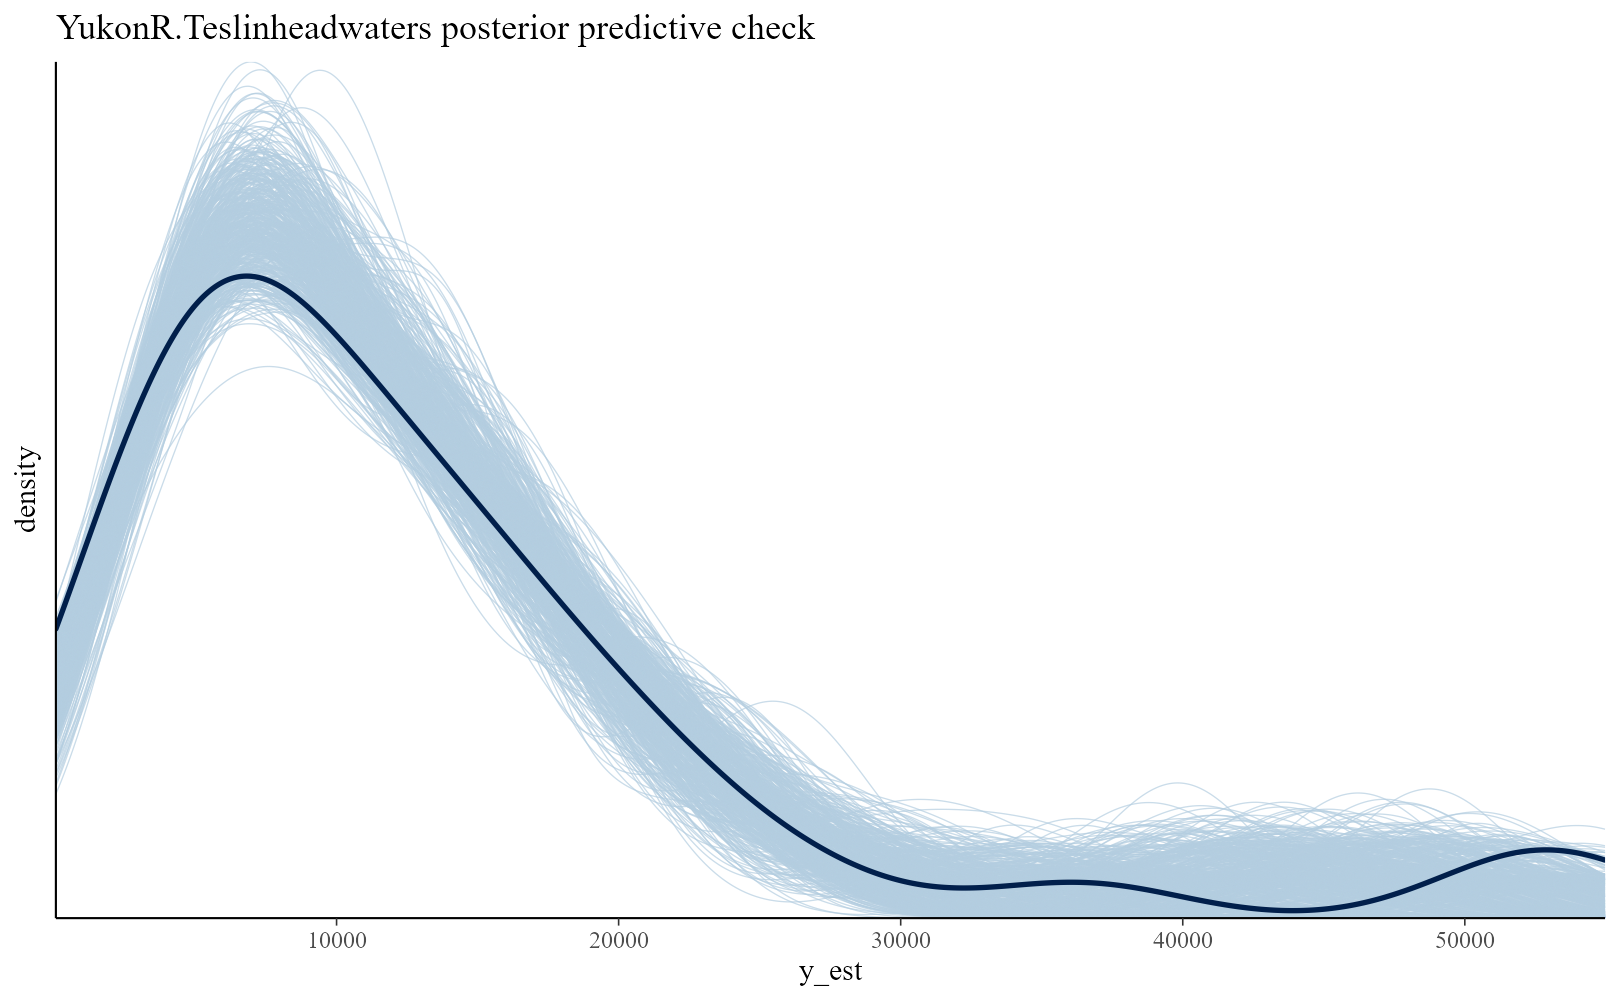 YukonR.Teslinheadwaters posterior predictive check
density
10000 20000 30000 40000 50000
y_est